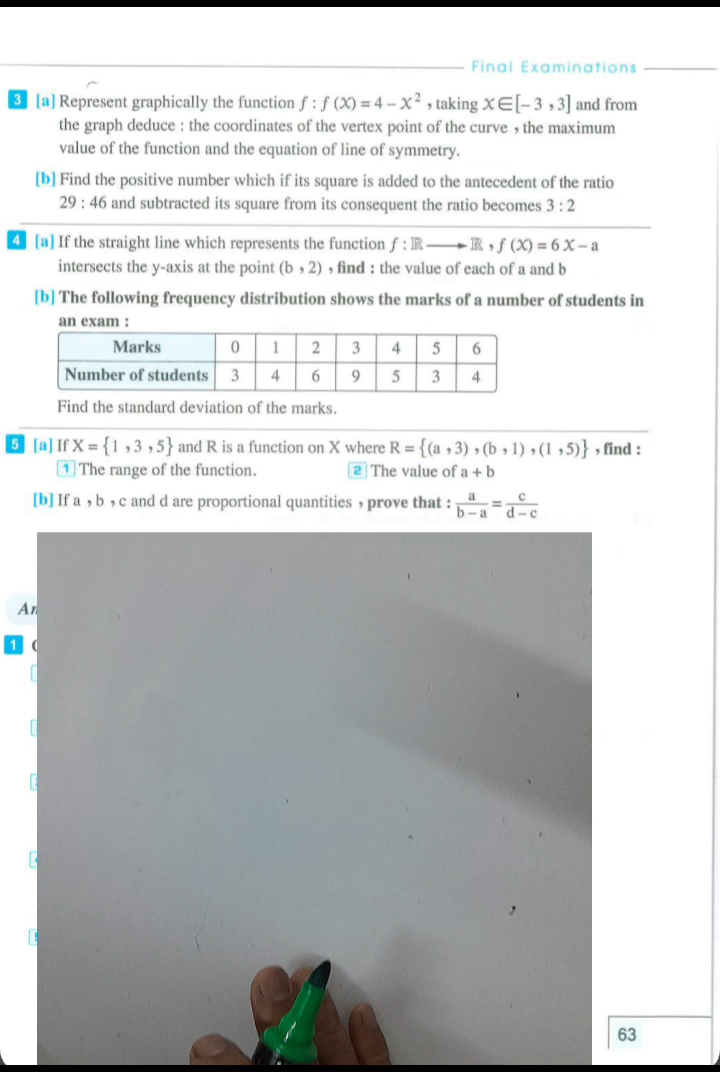 Final Examinations
3 [a] Represent graphically the function f : f (X) = 4 – X² , taking X ∈ [– 3 , 3] and from
the graph deduce : the coordinates of the vertex point of the curve , the maximum
value of the function and the equation of line of symmetry.
[b] Find the positive number which if its square is added to the antecedent of the ratio
29 : 46 and subtracted its square from its consequent the ratio becomes 3 : 2
4 [a] If the straight line which represents the function f : ℝ ⟶ ℝ , f (X) = 6 X – a
intersects the y-axis at the point (b , 2) , find : the value of each of a and b
[b] The following frequency distribution shows the marks of a number of students in
an exam :
Marks 0 1 2 3 4 5 6
Number of students 3 4 6 9 5 3 4
Find the standard deviation of the marks.
5 [a] If X = {1 , 3 , 5} and R is a function on X where R = {(a , 3) , (b , 1) , (1 , 5)} , find :
1 The range of the function. 2 The value of a + b
[b] If a , b , c and d are proportional quantities , prove that : a/(b – a) = c/(d – c)
1
63